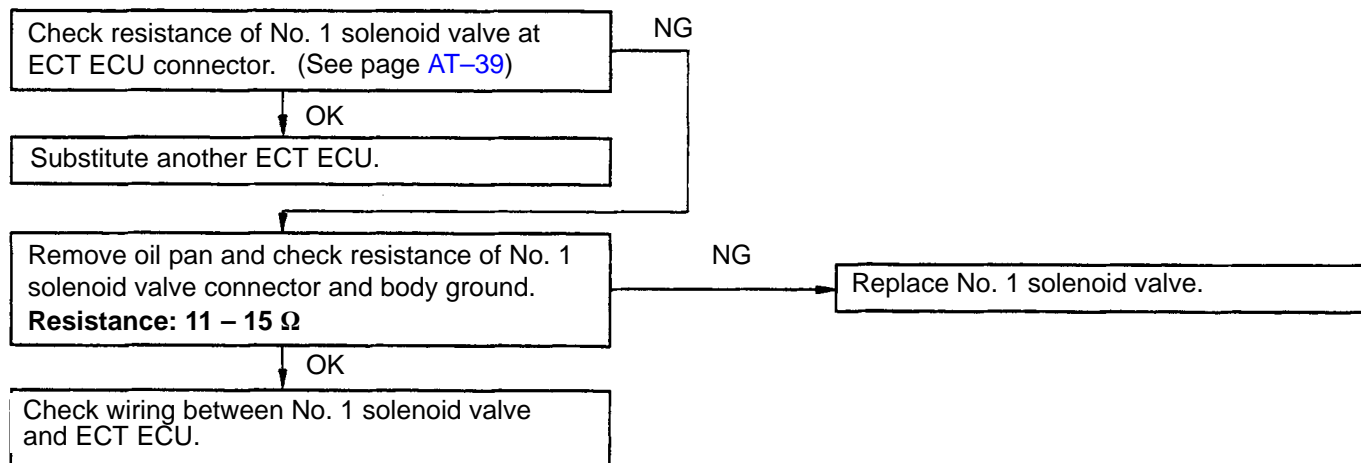 Check resistance of No. 1 solenoid valve at
ECT ECU connector. (See page AT–39)
NG
OK
Substitute another ECT ECU.
Remove oil pan and check resistance of No. 1
solenoid valve connector and body ground.
Resistance: 11 – 15 Ω
NG
Replace No. 1 solenoid valve.
OK
Check wiring between No. 1 solenoid valve
and ECT ECU.